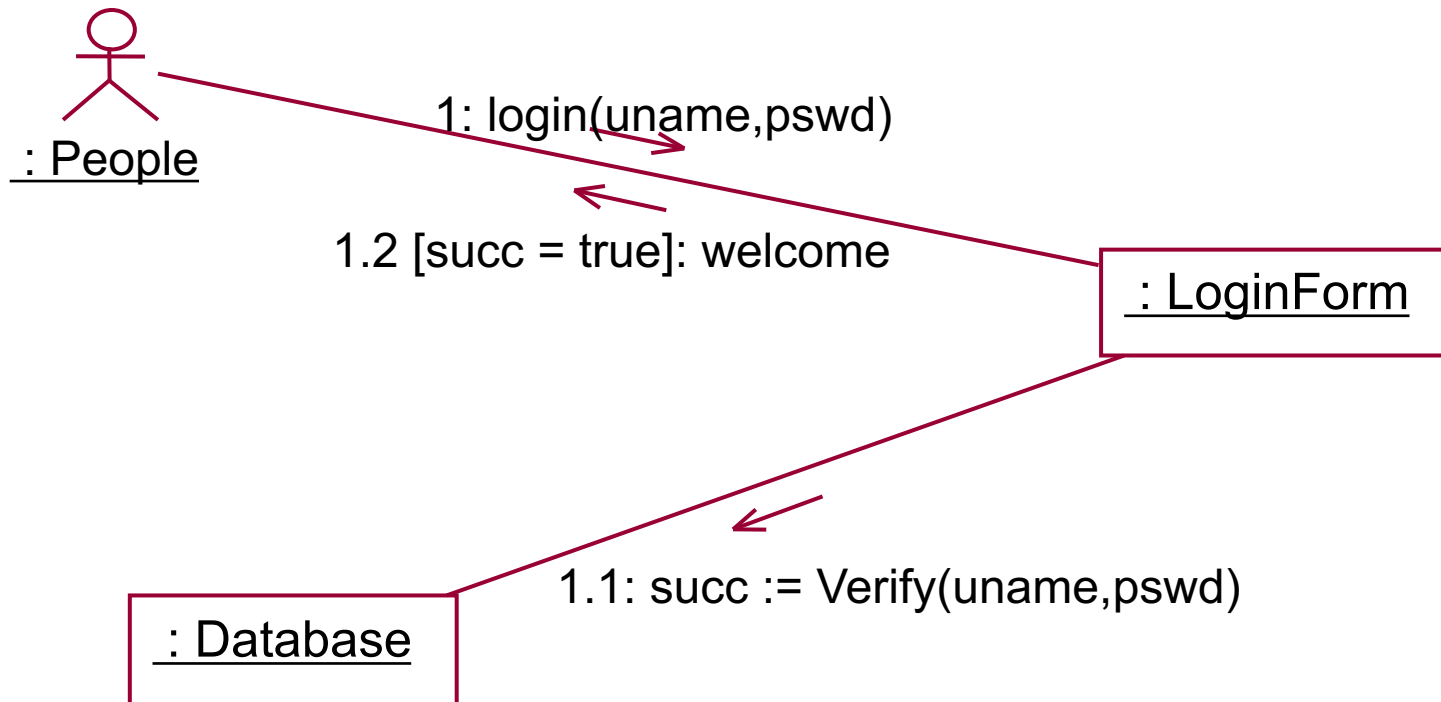 1: login(uname,pswd)
: People
1.2 [succ = true]: welcome
: LoginForm
1.1: succ := Verify(uname,pswd)
: Database